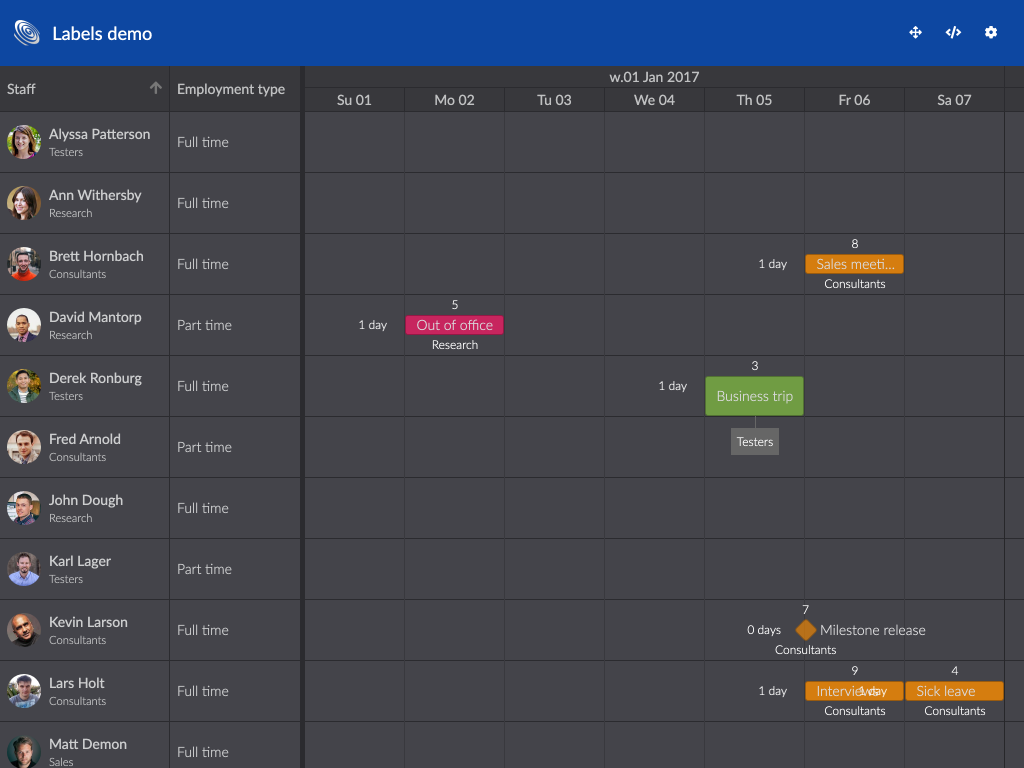 Labels demo
Staff
Employment type
w.01 Jan 2017
Su 01
Mo 02
Tu 03
We 04
Th 05
Fr 06
Sa 07
Alyssa Patterson
Testers
Full time
Ann Withersby
Research
Full time
Brett Hornbach
Consultants
Full time
8
1 day
Sales meeti...
Consultants
David Mantorp
Research
Part time
5
1 day
Out of office
Research
Derek Ronburg
Testers
Full time
3
1 day
Business trip
Testers
Fred Arnold
Consultants
Part time
John Dough
Research
Full time
Karl Lager
Testers
Part time
Kevin Larson
Consultants
Full time
7
0 days
Milestone release
Consultants
Lars Holt
Consultants
Full time
9
1 day
Interviews
Consultants
4
1 day
Sick leave
Consultants
Matt Demon
Sales
Full time